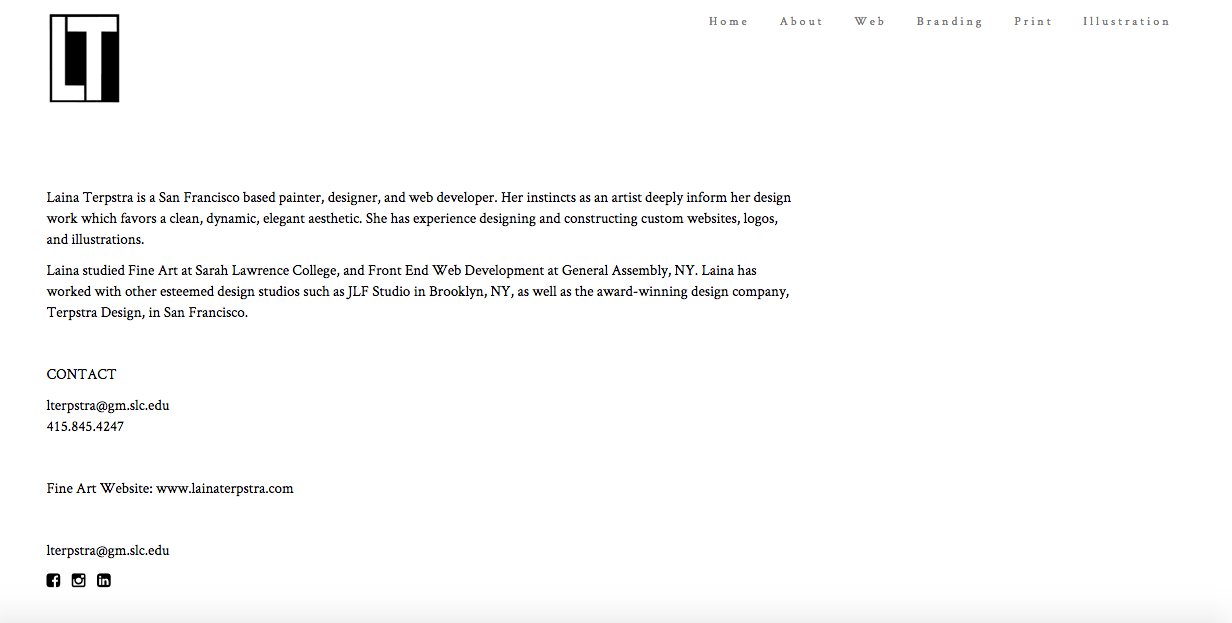 LT
Home About Web Branding Print Illustration
Laina Terpstra is a San Francisco based painter, designer, and web developer. Her instincts as an artist deeply inform her design
work which favors a clean, dynamic, elegant aesthetic. She has experience designing and constructing custom websites, logos,
and illustrations.
Laina studied Fine Art at Sarah Lawrence College, and Front End Web Development at General Assembly, NY. Laina has
worked with other esteemed design studios such as JLF Studio in Brooklyn, NY, as well as the award-winning design company,
Terpstra Design, in San Francisco.
CONTACT
lterpstra@gm.slc.edu
415.845.4247
Fine Art Website: www.lainaterpstra.com
lterpstra@gm.slc.edu